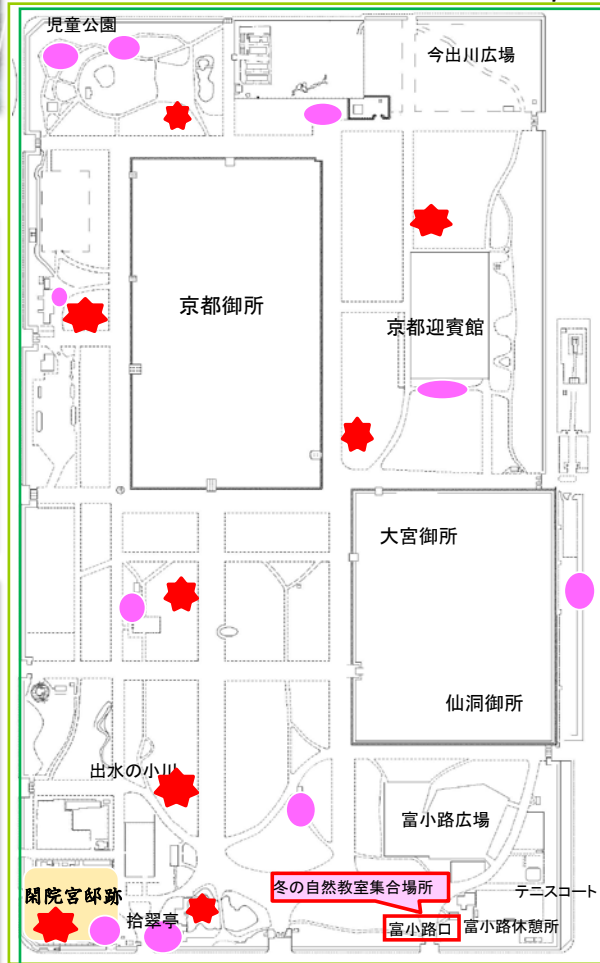 児童公園
今出川広場
京都御所
京都迎賓館
大宮御所
仙洞御所
出水の小川
富小路広場
閑院宮邸跡
拾翠亭
冬の自然教室集合場所
テニスコート
富小路口
富小路休憩所